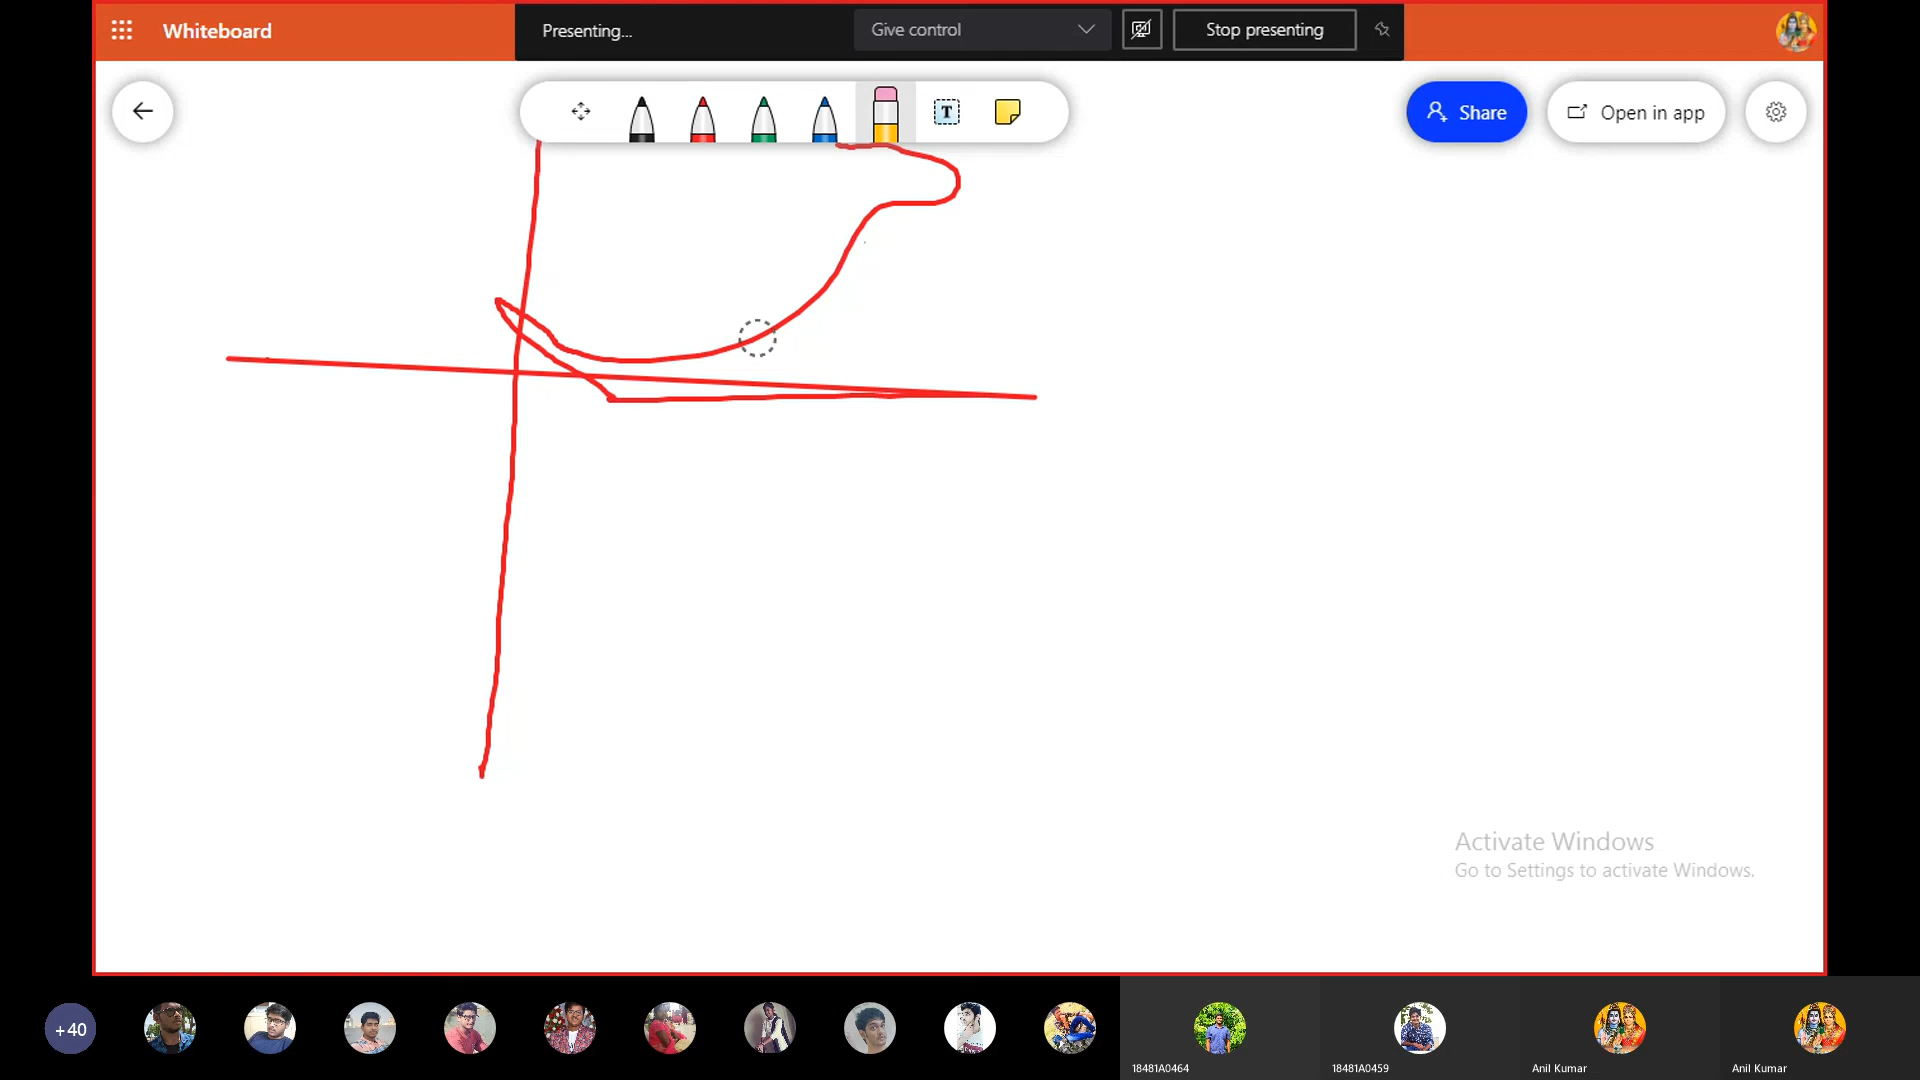 Whiteboard
Presenting...
Give control
Stop presenting
T
Share
Open in app
Activate Windows
Go to Settings to activate Windows.
+40
18481A0464
18481A0459
Anil Kumar
Anil Kumar